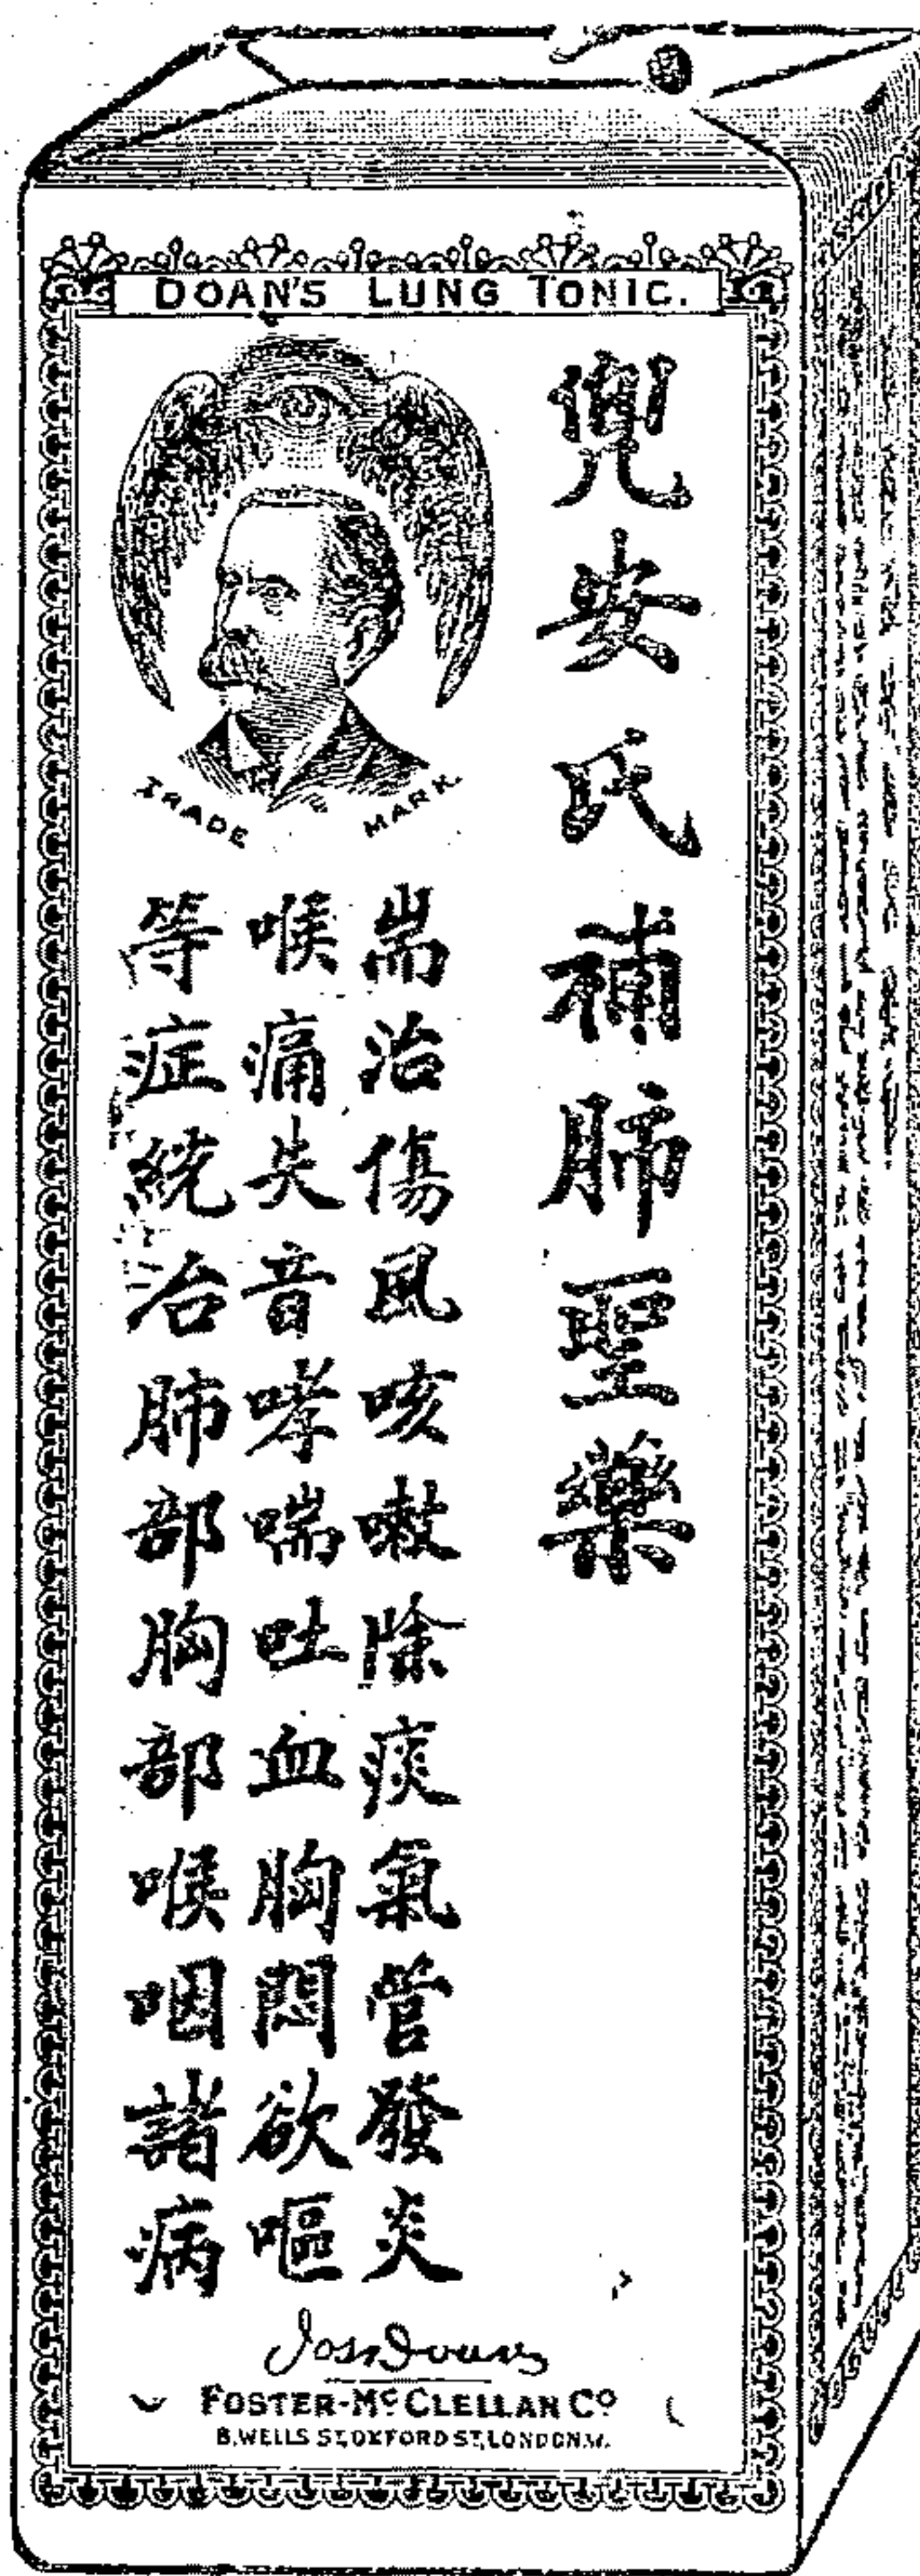 DOAN'S LUNG TONIC.
兜安氏補肺聖藥
TRADE MARK
耑治傷風咳嗽除痰氣管發炎
喉痛失音哮喘吐血胸悶欲嘔
等症統治肺部胸部喉咽諸病
Jas Doan
FOSTER-McCLELLAN Co
8, WELLS ST, OXFORD ST, LONDON.W.